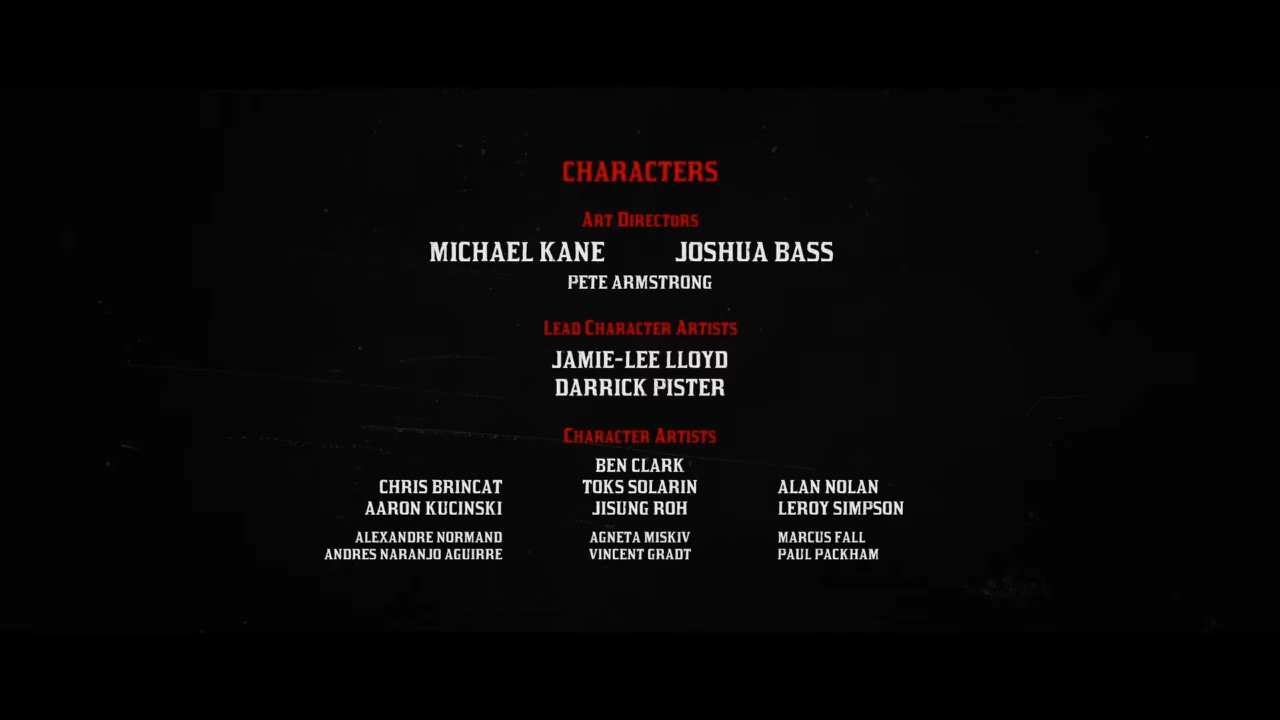 CHARACTERS
ART DIRECTORS
MICHAEL KANE JOSHUA BASS
PETE ARMSTRONG
LEAD CHARACTER ARTISTS
JAMIE-LEE LLOYD
DARRICK PISTER
CHARACTER ARTISTS
BEN CLARK
CHRIS BRINCAT TOKS SOLARIN ALAN NOLAN
AARON KUCINSKI JISUNG ROH LEROY SIMPSON
ALEXANDRE NORMAND AGNETA MISKIV MARCUS FALL
ANDRES NARANJO AGUIRRE VINCENT GRADT PAUL PACKHAM